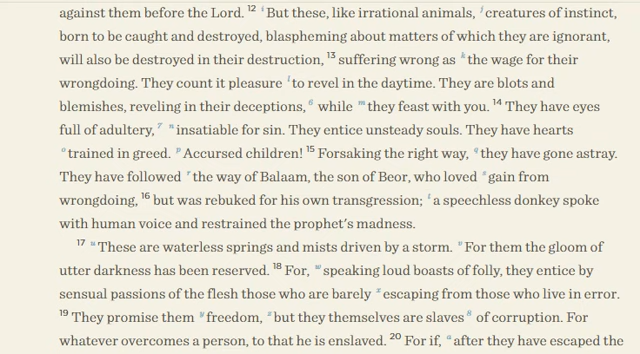 against them before the Lord. 12 i But these, like irrational animals, j creatures of instinct,
born to be caught and destroyed, blaspheming about matters of which they are ignorant,
will also be destroyed in their destruction, 13 suffering wrong as k the wage for their
wrongdoing. They count it pleasure l to revel in the daytime. They are blots and
blemishes, reveling in their deceptions, 6 while m they feast with you. 14 They have eyes
full of adultery, 7 n insatiable for sin. They entice unsteady souls. They have hearts
o trained in greed. p Accursed children! 15 Forsaking the right way, q they have gone astray.
They have followed r the way of Balaam, the son of Beor, who loved s gain from
wrongdoing, 16 but was rebuked for his own transgression; t a speechless donkey spoke
with human voice and restrained the prophet's madness.
17 u These are waterless springs and mists driven by a storm. v For them the gloom of
utter darkness has been reserved. 18 For, w speaking loud boasts of folly, they entice by
sensual passions of the flesh those who are barely x escaping from those who live in error.
19 They promise them y freedom, z but they themselves are slaves 8 of corruption. For
whatever overcomes a person, to that he is enslaved. 20 For if, a after they have escaped the